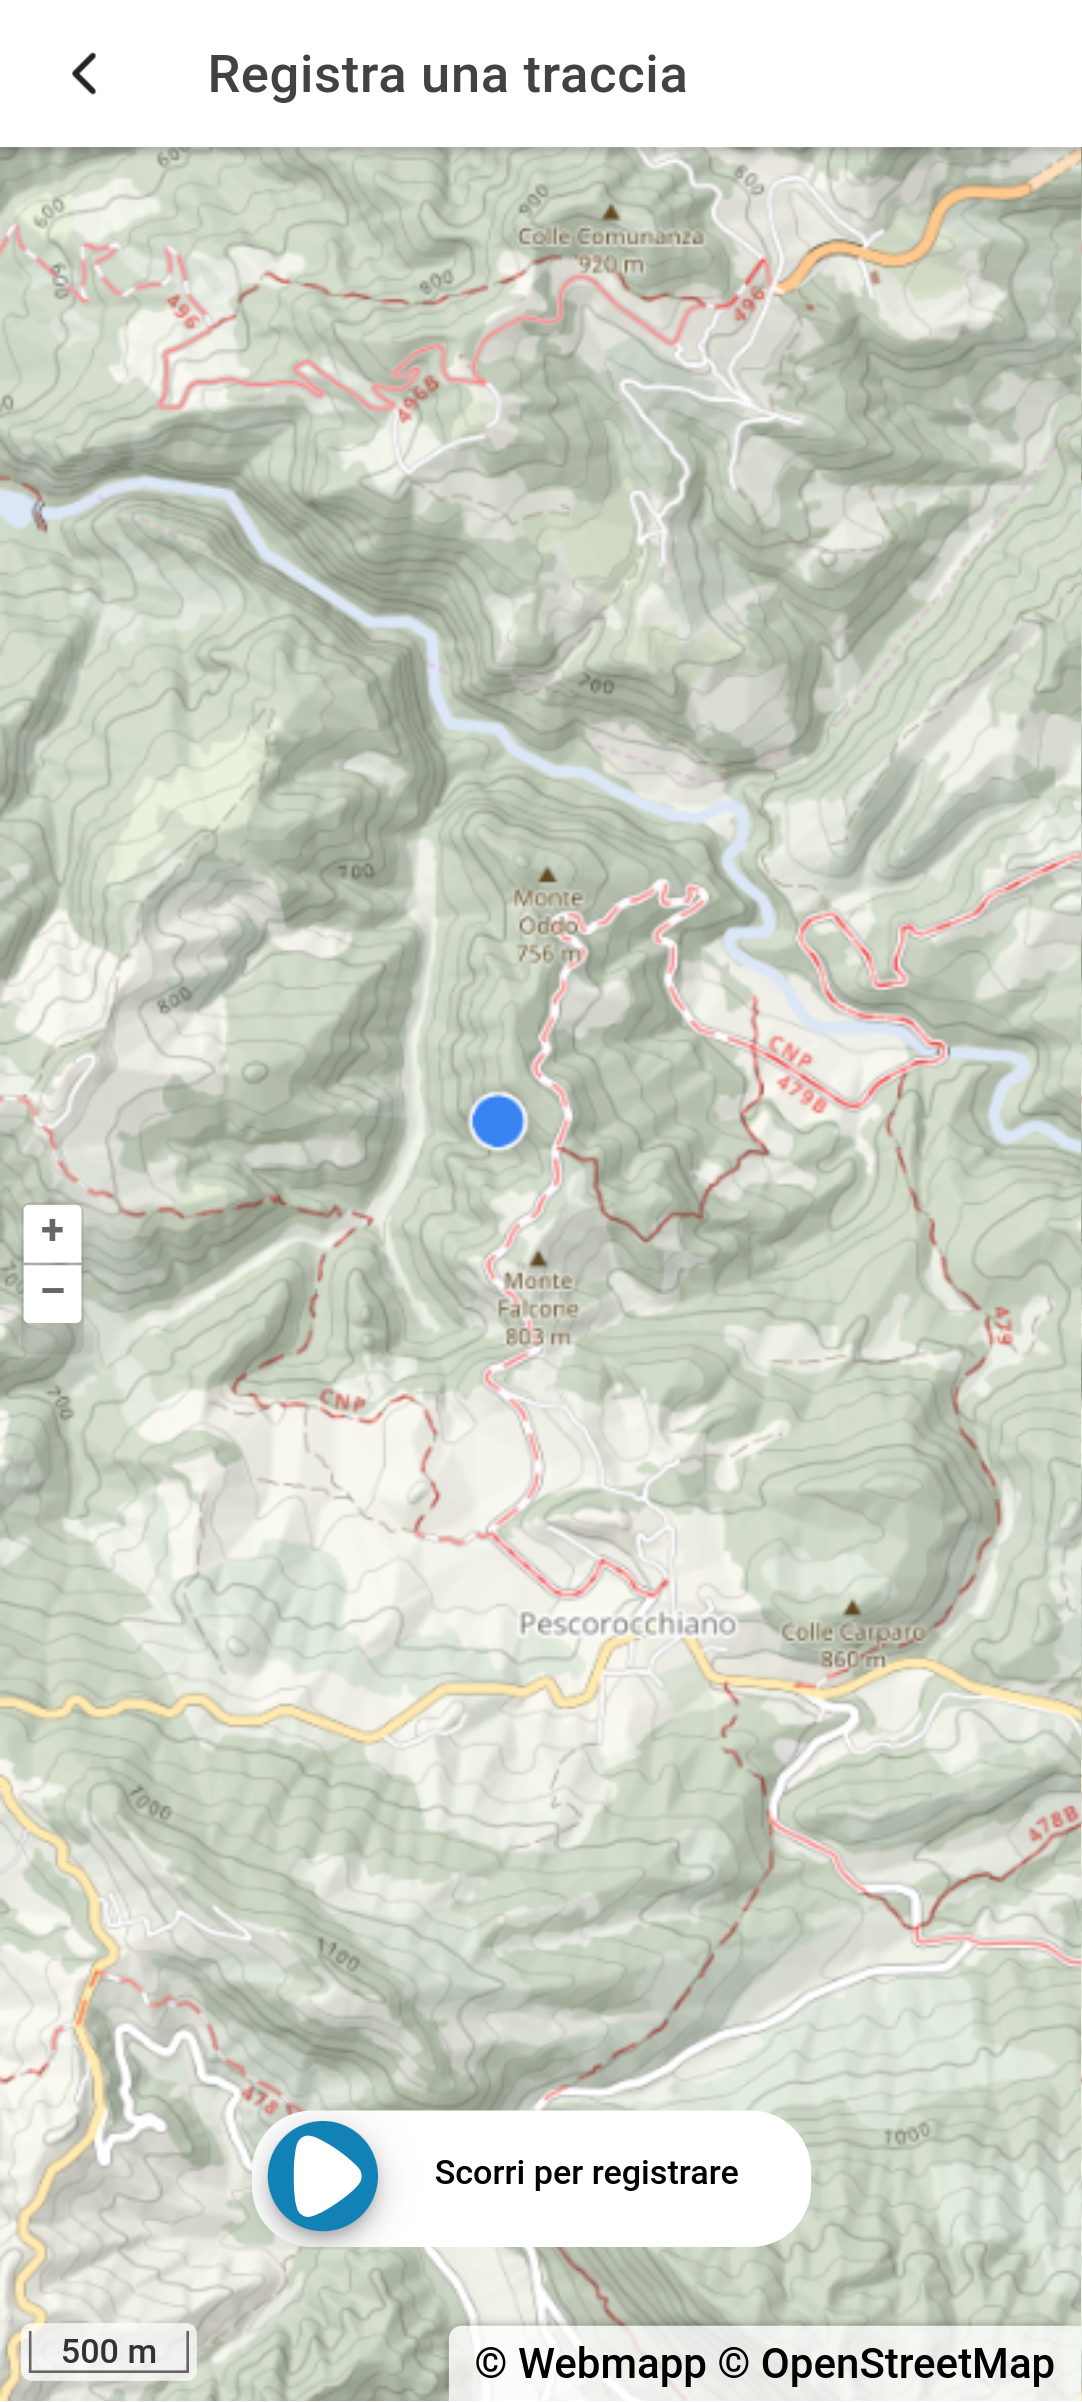 Registra una traccia
600
600
600
900
600
Colle Comunanza
920 m
800
496
496
496B
700
700
Monte
Oddo
756 m
800
CNP
479B
Monte
Falcone
803 m
479
700
CNP
Pescorocchiano
Colle Carparo
860 m
1000
478B
1100
478
1000
+
−
Scorri per registrare
500 m
© Webmapp © OpenStreetMap